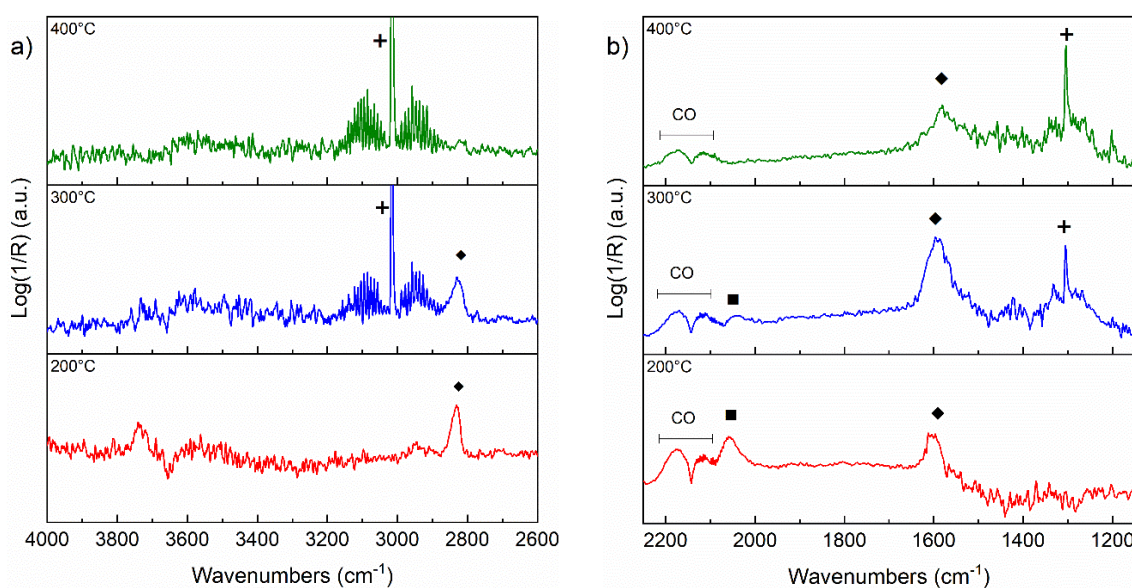 a)
400°C
300°C
200°C
Log(1/R) (a.u.)
4000 3800 3600 3400 3200 3000 2800 2600
Wavenumbers (cm⁻¹)
b)
400°C
CO
300°C
CO
200°C
CO
Log(1/R) (a.u.)
2200 2000 1800 1600 1400 1200
Wavenumbers (cm⁻¹)